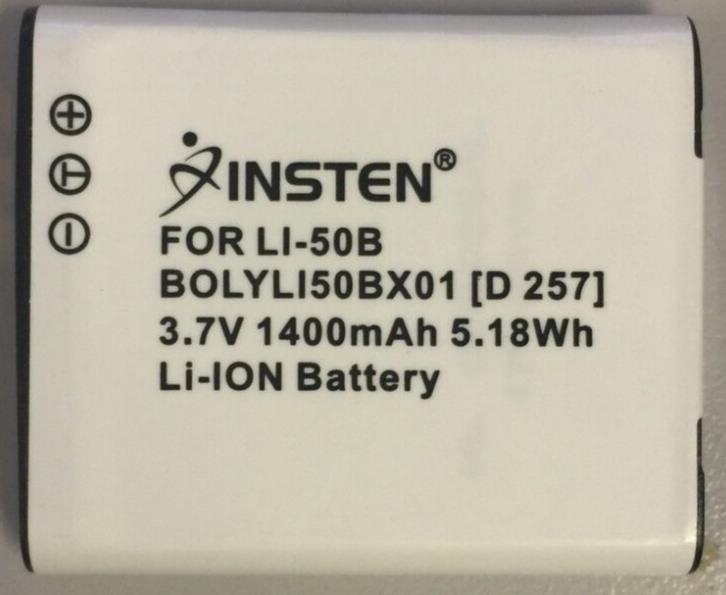 INSTEN®
FOR LI-50B
BOLYLI50BX01 [D 257]
3.7V 1400mAh 5.18Wh
Li-ION Battery
+
T
-